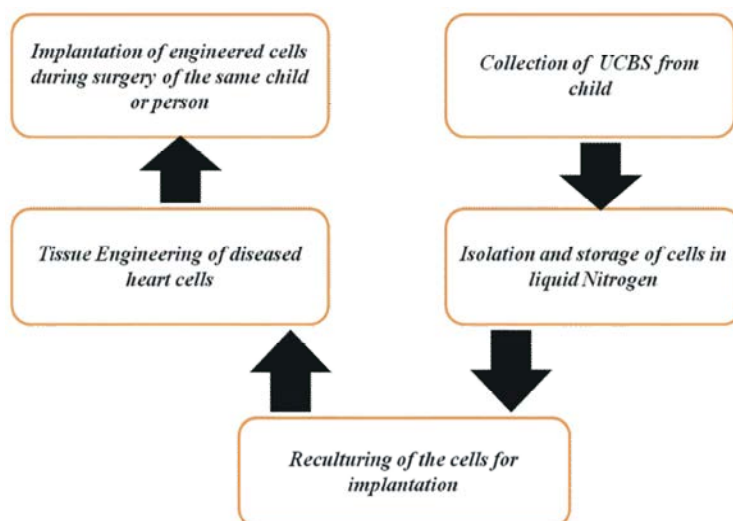 Implantation of engineered cells
during surgery of the same child
or person
Collection of UCBS from
child
Tissue Engineering of diseased
heart cells
Isolation and storage of cells in
liquid Nitrogen
Reculturing of the cells for
implantation